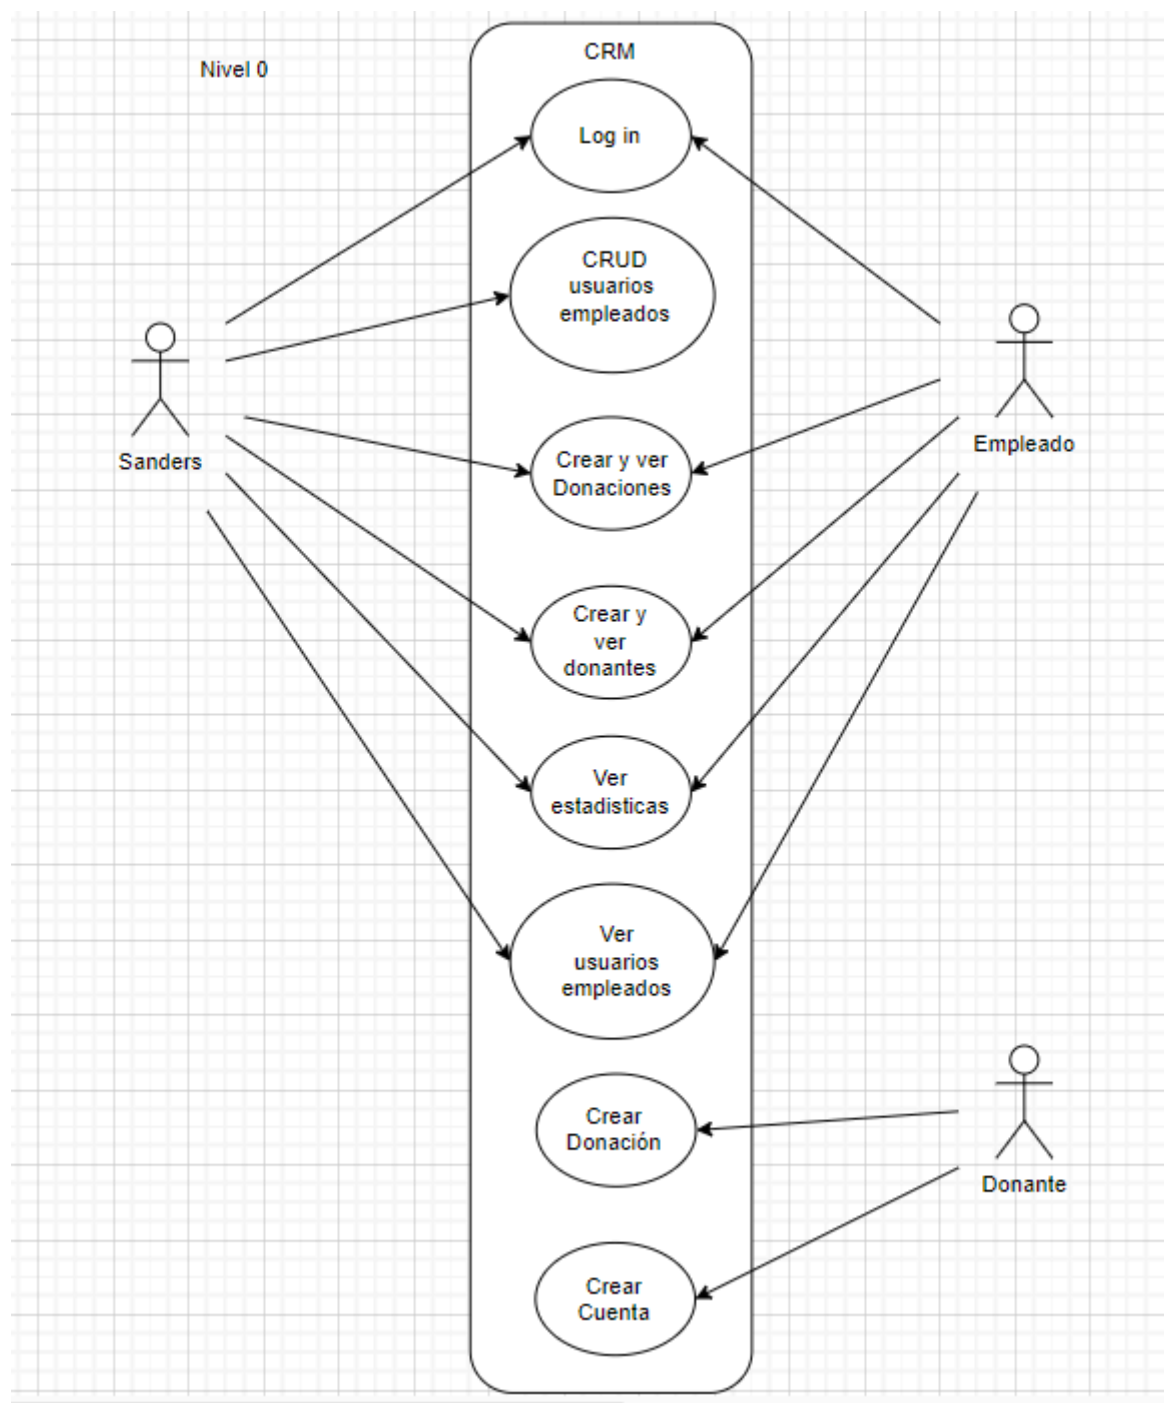 Nivel 0
CRM
Log in
CRUD
usuarios
empleados
Sanders
Empleado
Crear y ver
Donaciones
Crear y
ver
donantes
Ver
estadisticas
Ver
usuarios
empleados
Crear
Donación
Donante
Crear
Cuenta